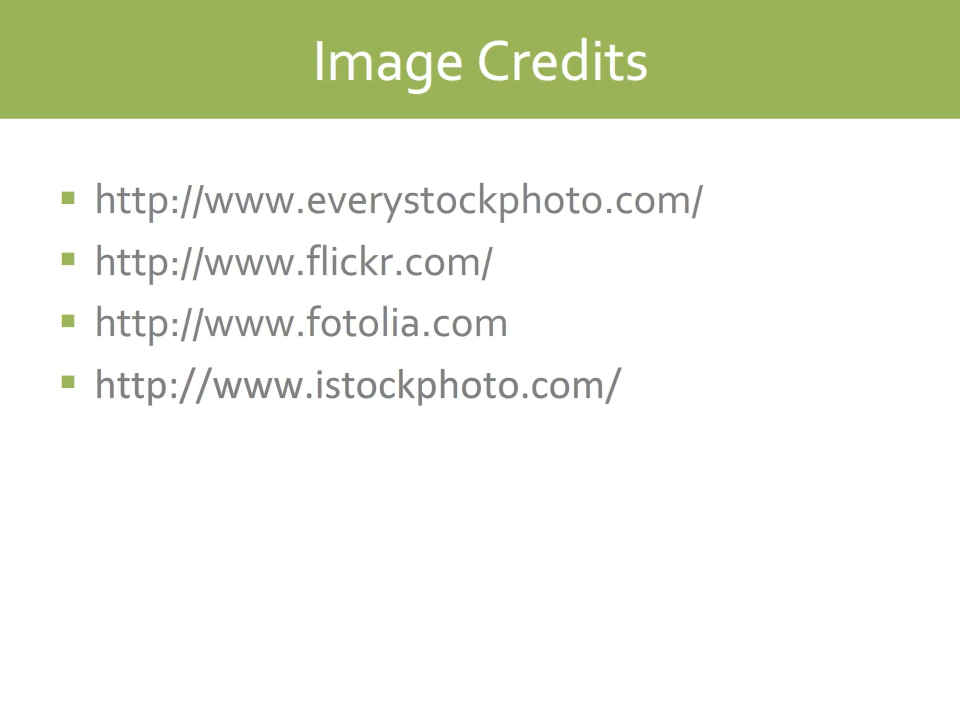 Image Credits
http://www.everystockphoto.com/
http://www.flickr.com/
http://www.fotolia.com
http://www.istockphoto.com/